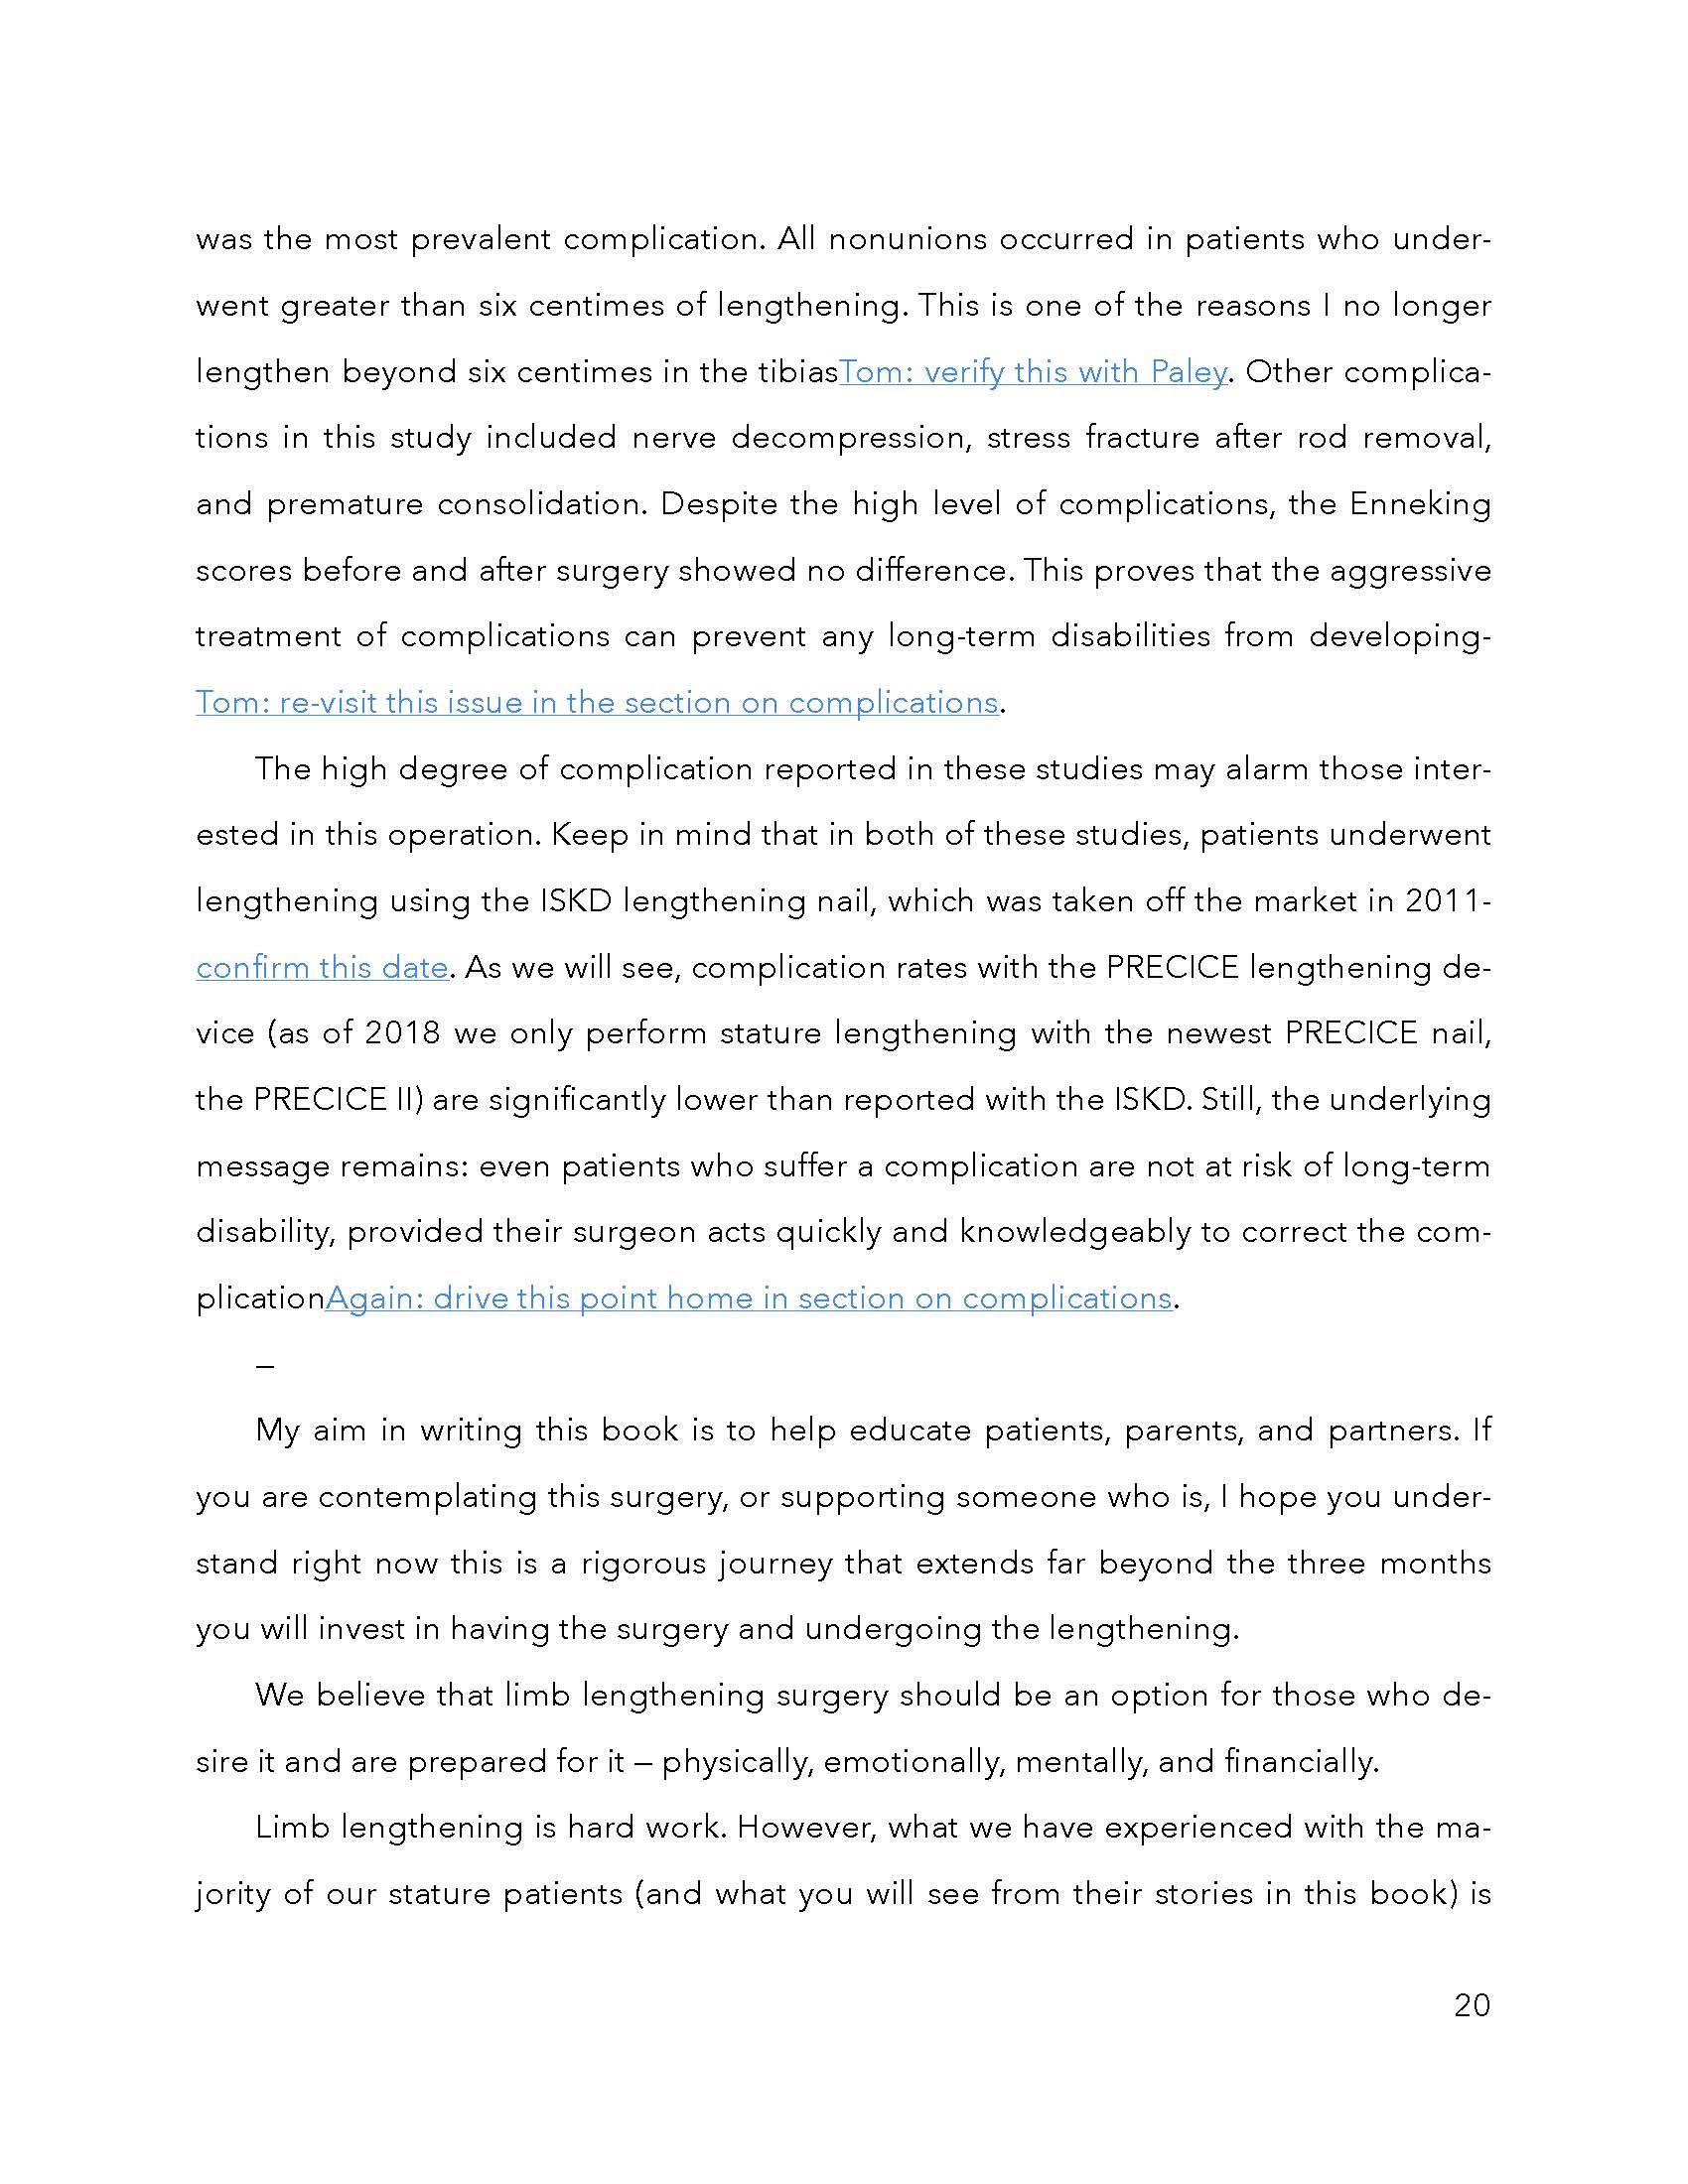 was the most prevalent complication. All nonunions occurred in patients who under-
went greater than six centimes of lengthening. This is one of the reasons I no longer
lengthen beyond six centimes in the tibiasTom: verify this with Paley. Other complica-
tions in this study included nerve decompression, stress fracture after rod removal,
and premature consolidation. Despite the high level of complications, the Enneking
scores before and after surgery showed no difference. This proves that the aggressive
treatment of complications can prevent any long-term disabilities from developing-
Tom: re-visit this issue in the section on complications.
The high degree of complication reported in these studies may alarm those inter-
ested in this operation. Keep in mind that in both of these studies, patients underwent
lengthening using the ISKD lengthening nail, which was taken off the market in 2011-
confirm this date. As we will see, complication rates with the PRECICE lengthening de-
vice (as of 2018 we only perform stature lengthening with the newest PRECICE nail,
the PRECICE II) are significantly lower than reported with the ISKD. Still, the underlying
message remains: even patients who suffer a complication are not at risk of long-term
disability, provided their surgeon acts quickly and knowledgeably to correct the com-
plicationAgain: drive this point home in section on complications.
–
My aim in writing this book is to help educate patients, parents, and partners. If
you are contemplating this surgery, or supporting someone who is, I hope you under-
stand right now this is a rigorous journey that extends far beyond the three months
you will invest in having the surgery and undergoing the lengthening.
We believe that limb lengthening surgery should be an option for those who de-
sire it and are prepared for it – physically, emotionally, mentally, and financially.
Limb lengthening is hard work. However, what we have experienced with the ma-
jority of our stature patients (and what you will see from their stories in this book) is
20